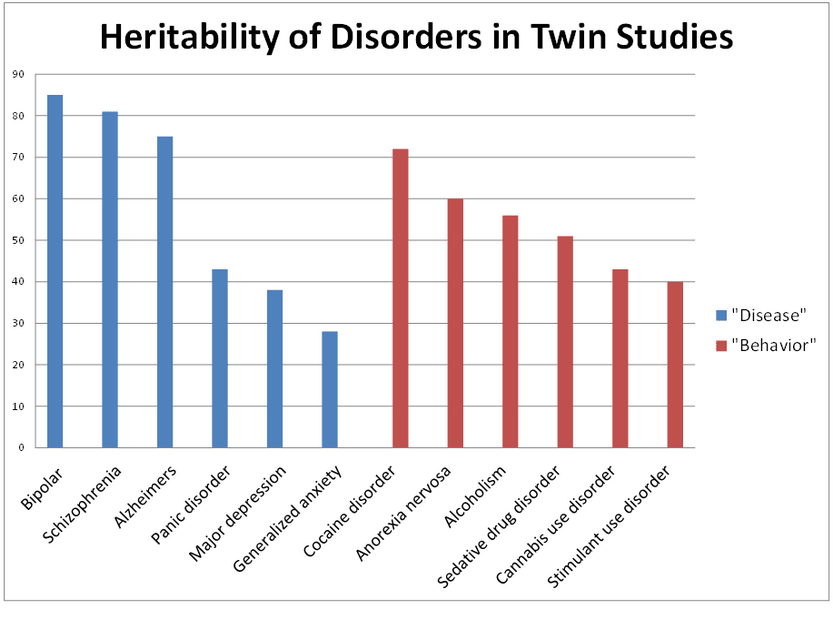 Heritability of Disorders in Twin Studies
90
80
70
60
50
40
30
20
10
0
Bipolar
Schizophrenia
Alzheimers
Panic disorder
Major depression
Generalized anxiety
Cocaine disorder
Anorexia nervosa
Alcoholism
Sedative drug disorder
Cannabis use disorder
Stimulant use disorder
"Disease"
"Behavior"